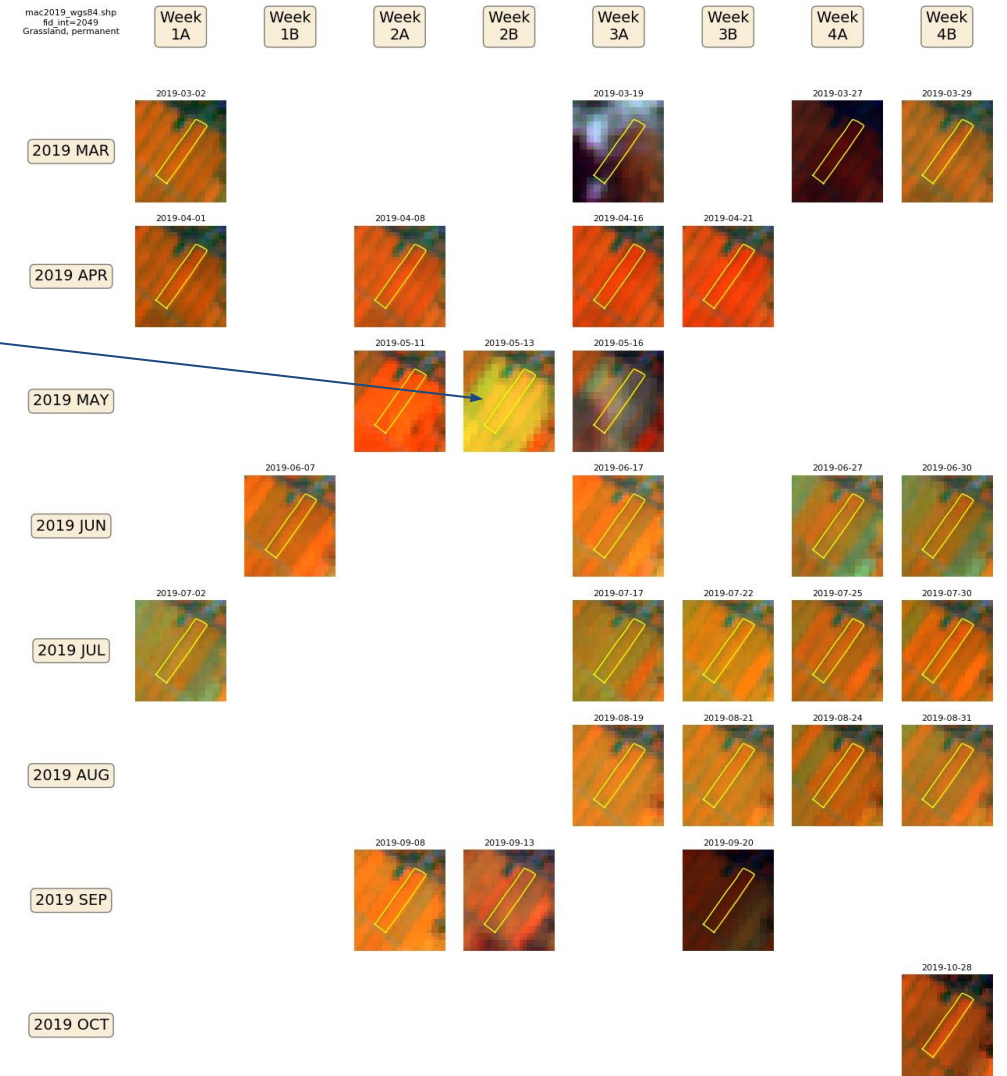 mac2019_wgs84.shp
fid_int=2049
Grassland, permanent
Week 1A
Week 1B
Week 2A
Week 2B
Week 3A
Week 3B
Week 4A
Week 4B
2019 MAR
2019-03-02
2019-03-19
2019-03-27
2019-03-29
2019 APR
2019-04-01
2019-04-08
2019-04-16
2019-04-21
2019 MAY
2019-05-11
2019-05-13
2019-05-16
2019 JUN
2019-06-07
2019-06-17
2019-06-27
2019-06-30
2019 JUL
2019-07-02
2019-07-17
2019-07-22
2019-07-25
2019-07-30
2019 AUG
2019-08-19
2019-08-21
2019-08-24
2019-08-31
2019 SEP
2019-09-08
2019-09-13
2019-09-20
2019 OCT
2019-10-28